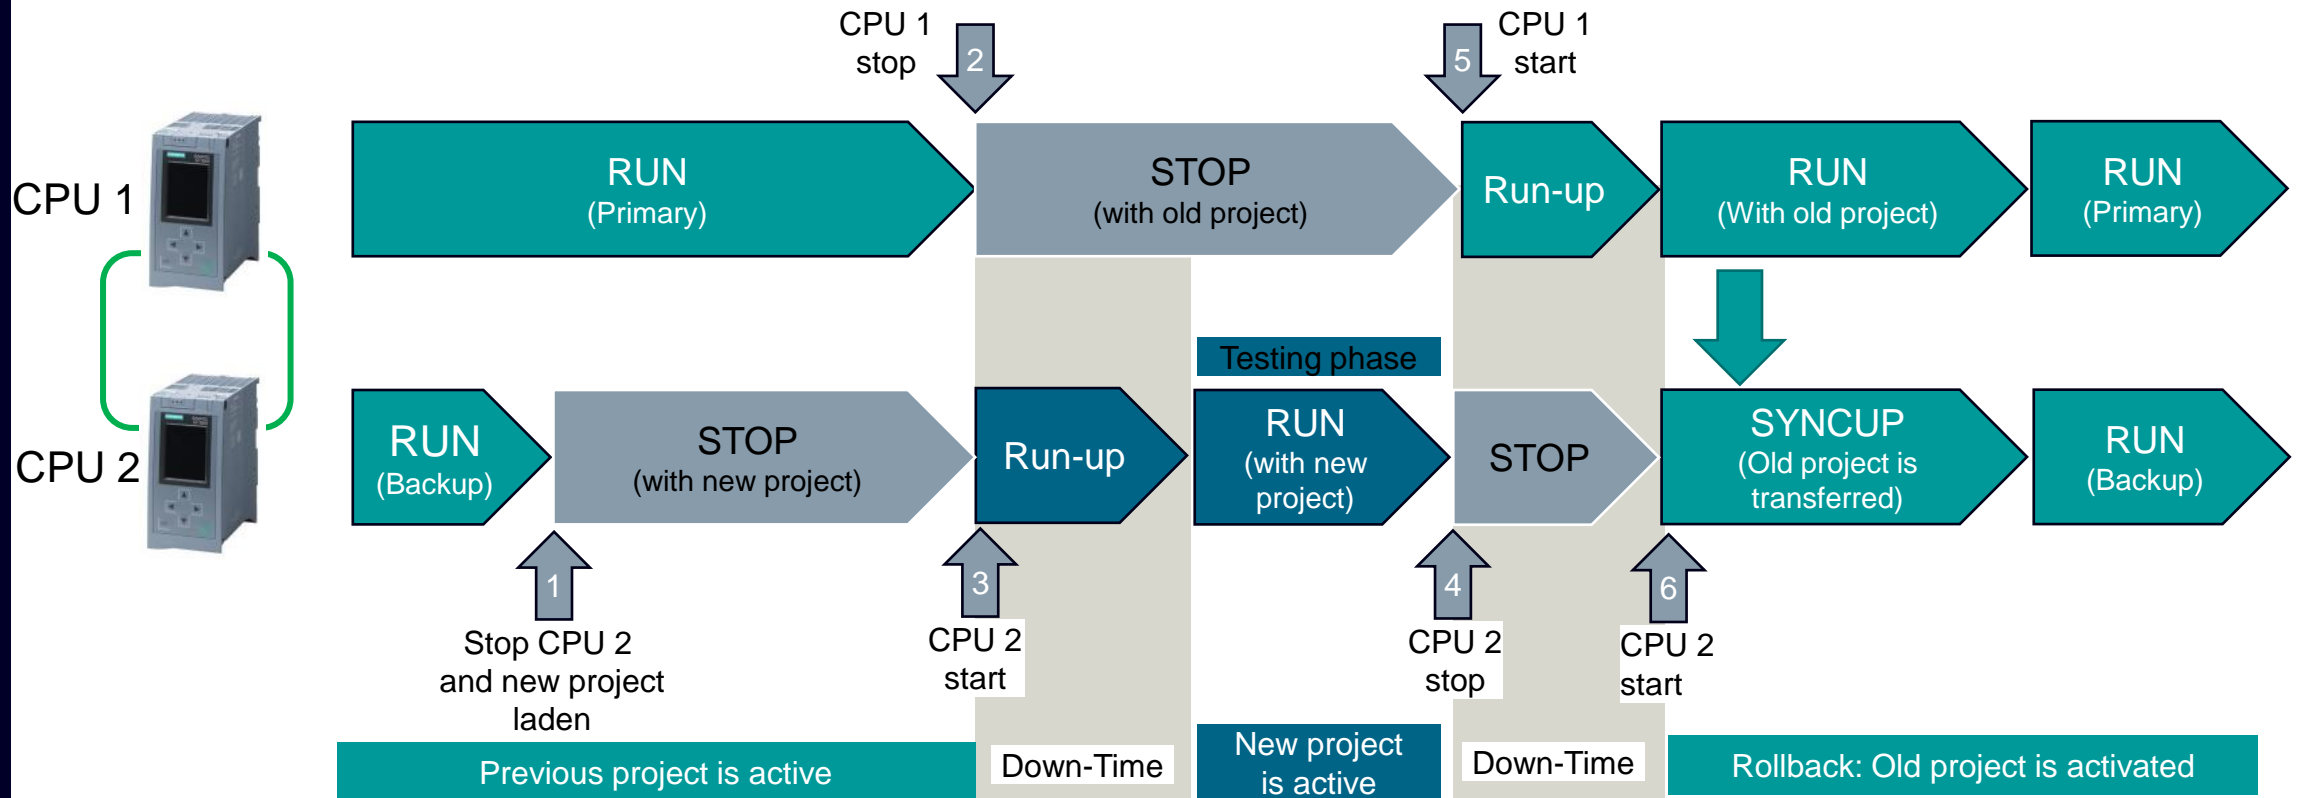 CPU 1
stop
2
5
CPU 1
start
CPU 1
RUN
(Primary)
STOP
(with old project)
Run-up
RUN
(With old project)
RUN
(Primary)
Testing phase
CPU 2
RUN
(Backup)
STOP
(with new project)
Run-up
RUN
(with new
project)
STOP
SYNCUP
(Old project is
transferred)
RUN
(Backup)
1
Stop CPU 2
and new project
laden
3
CPU 2
start
4
CPU 2
stop
6
CPU 2
start
Previous project is active
Down-Time
New project
is active
Down-Time
Rollback: Old project is activated